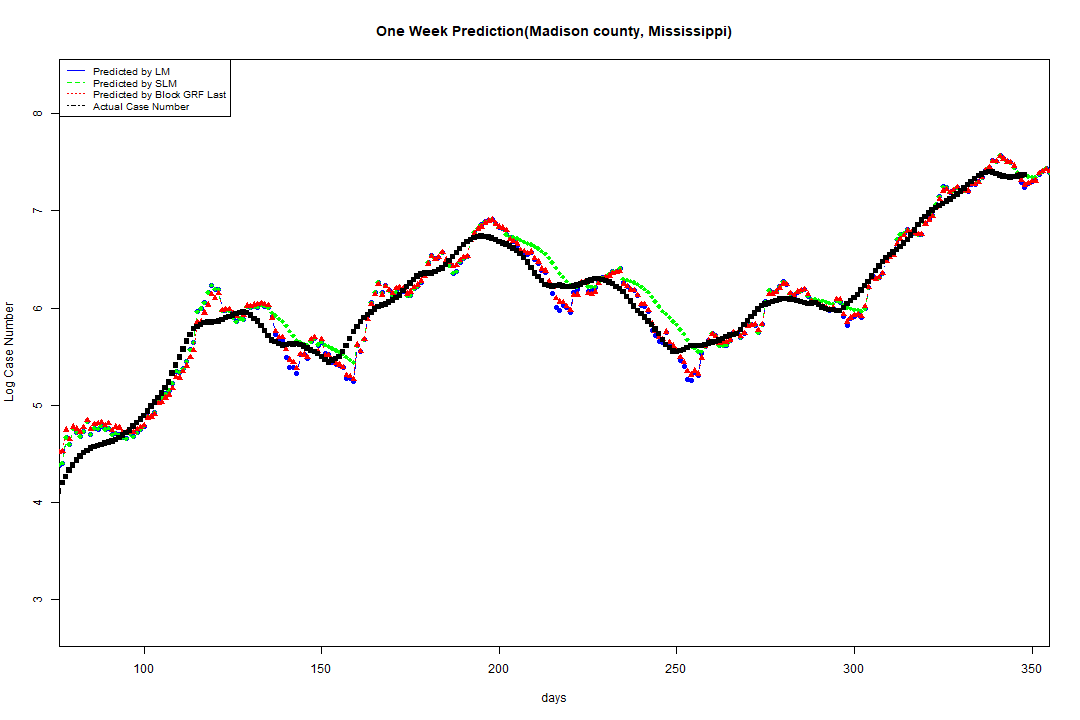 One Week Prediction(Madison county, Mississippi)
Predicted by LM
Predicted by SLM
Predicted by Block GRF Last
Actual Case Number
8
7
6
5
4
3
Log Case Number
100 150 200 250 300 350
days